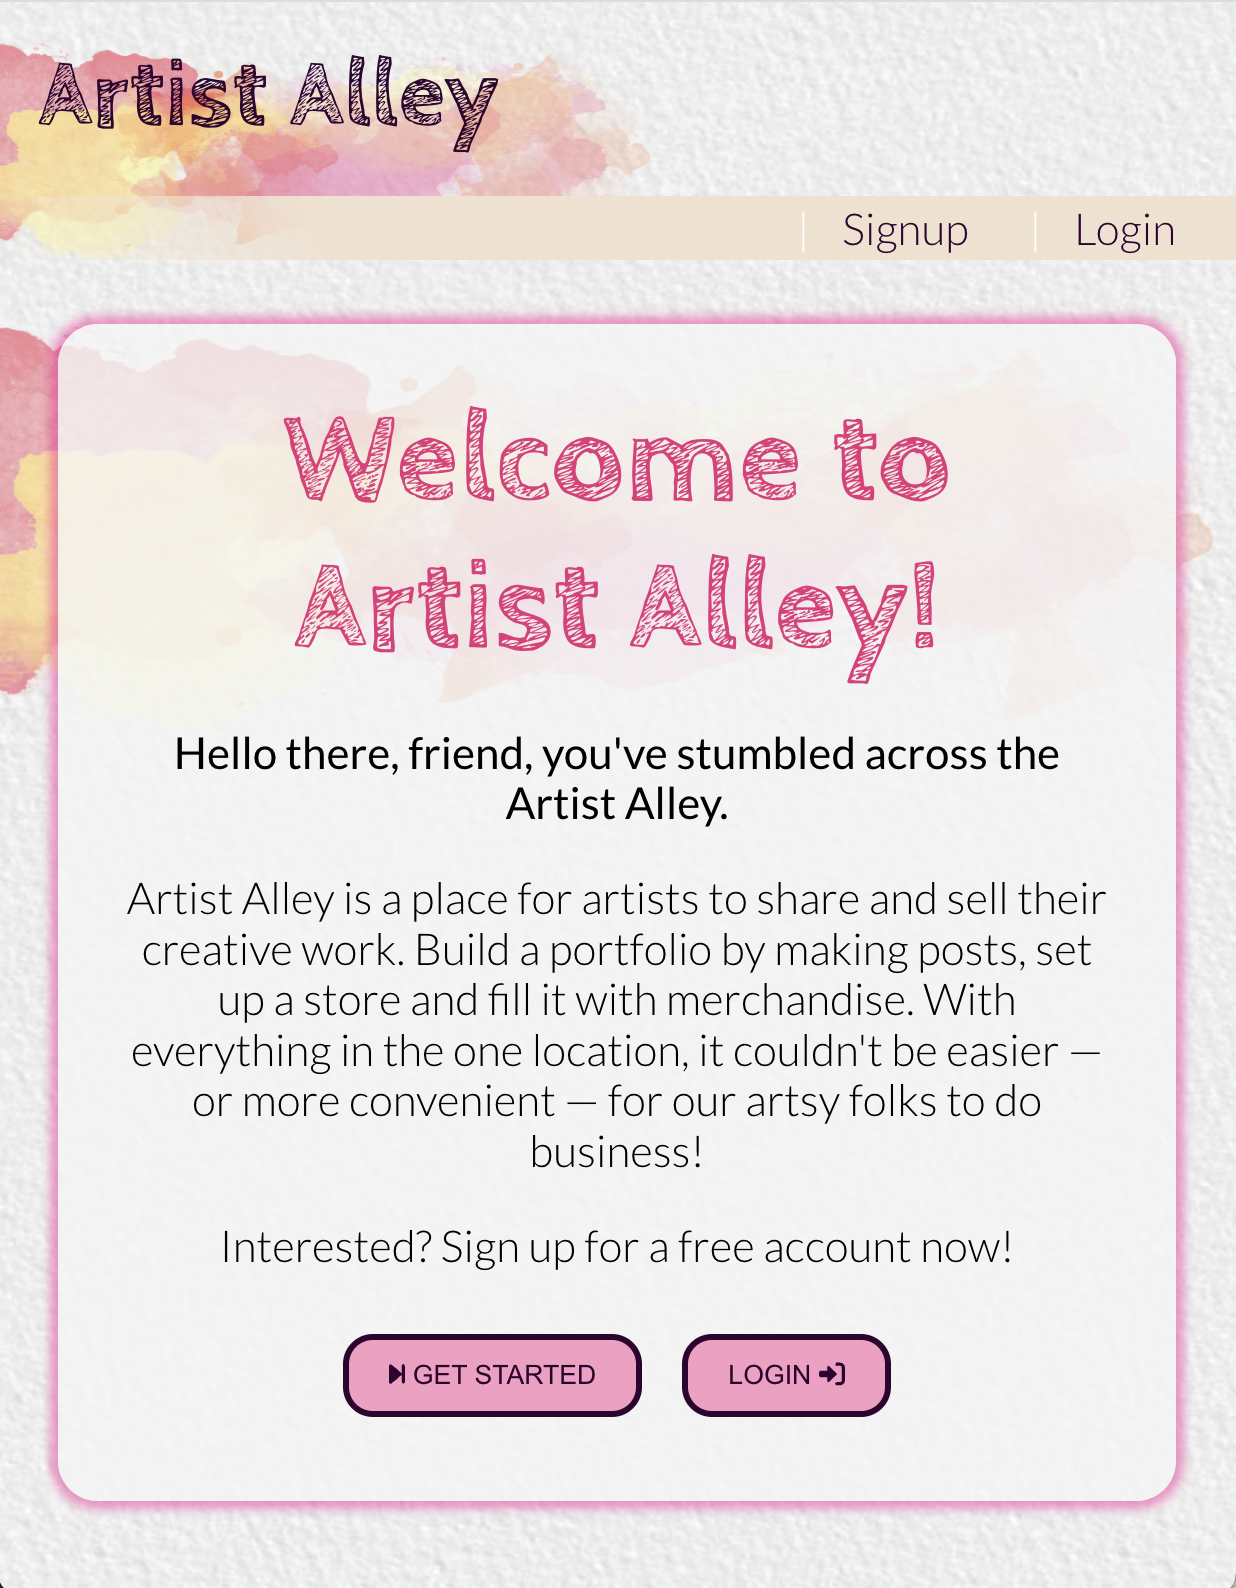 Artist Alley
Signup
Login
Welcome to
Artist Alley!
Hello there, friend, you've stumbled across the
Artist Alley.
Artist Alley is a place for artists to share and sell their
creative work. Build a portfolio by making posts, set
up a store and fill it with merchandise. With
everything in the one location, it couldn't be easier —
or more convenient — for our artsy folks to do
business!
Interested? Sign up for a free account now!
GET STARTED
LOGIN